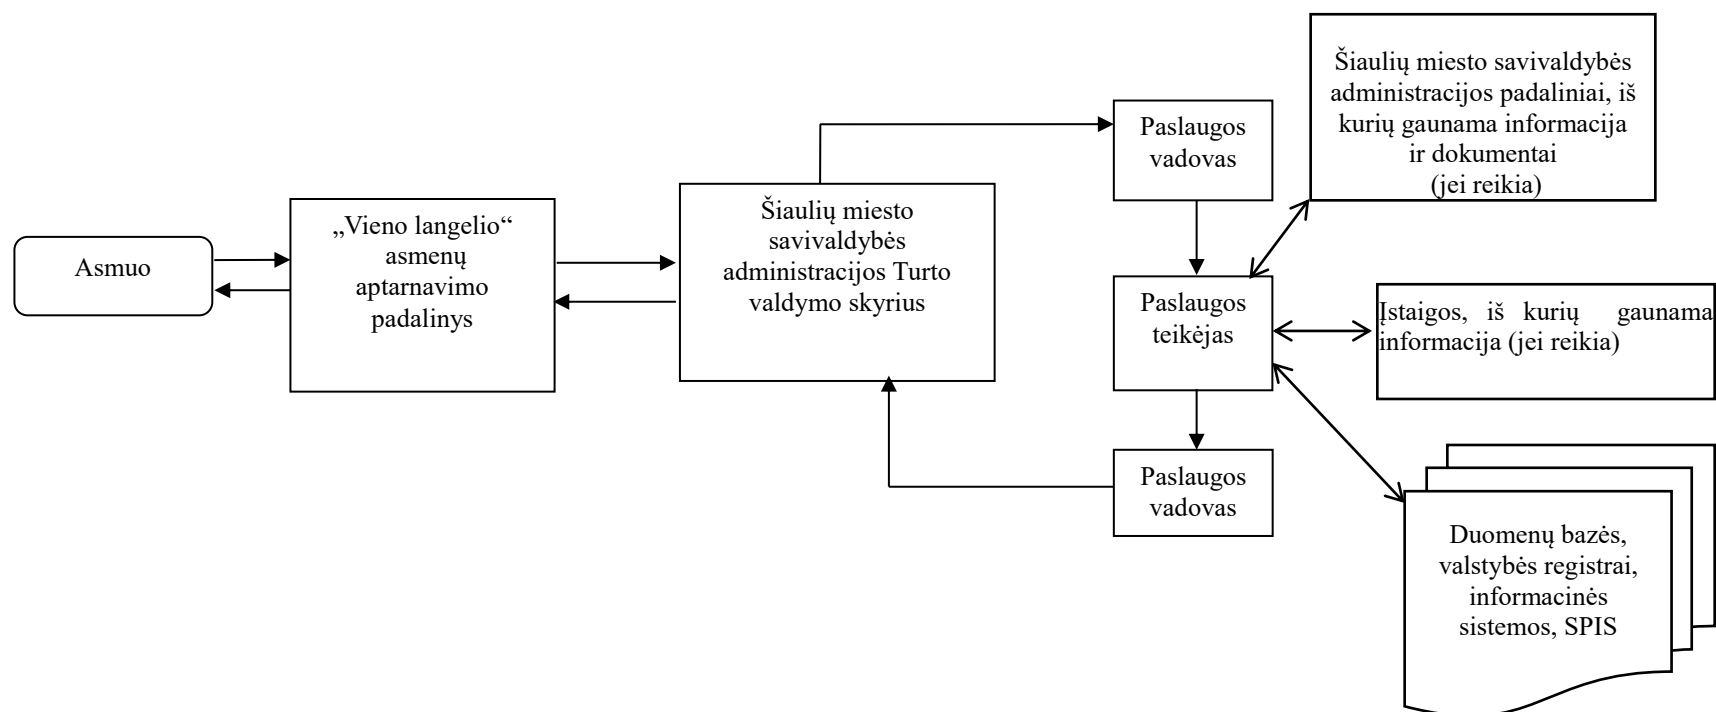 Asmuo
„Vieno langelio“
asmenų
aptarnavimo
padalinys
Šiaulių miesto
savivaldybės
administracijos Turto
valdymo skyrius
Paslaugos
vadovas
Paslaugos
teikėjas
Paslaugos
vadovas
Šiaulių miesto savivaldybės
administracijos padaliniai, iš
kurių gaunama informacija
ir dokumentai
(jei reikia)
Įstaigos, iš kurių gaunama
informacija (jei reikia)
Duomenų bazės,
valstybės registrai,
informacinės
sistemos, SPIS